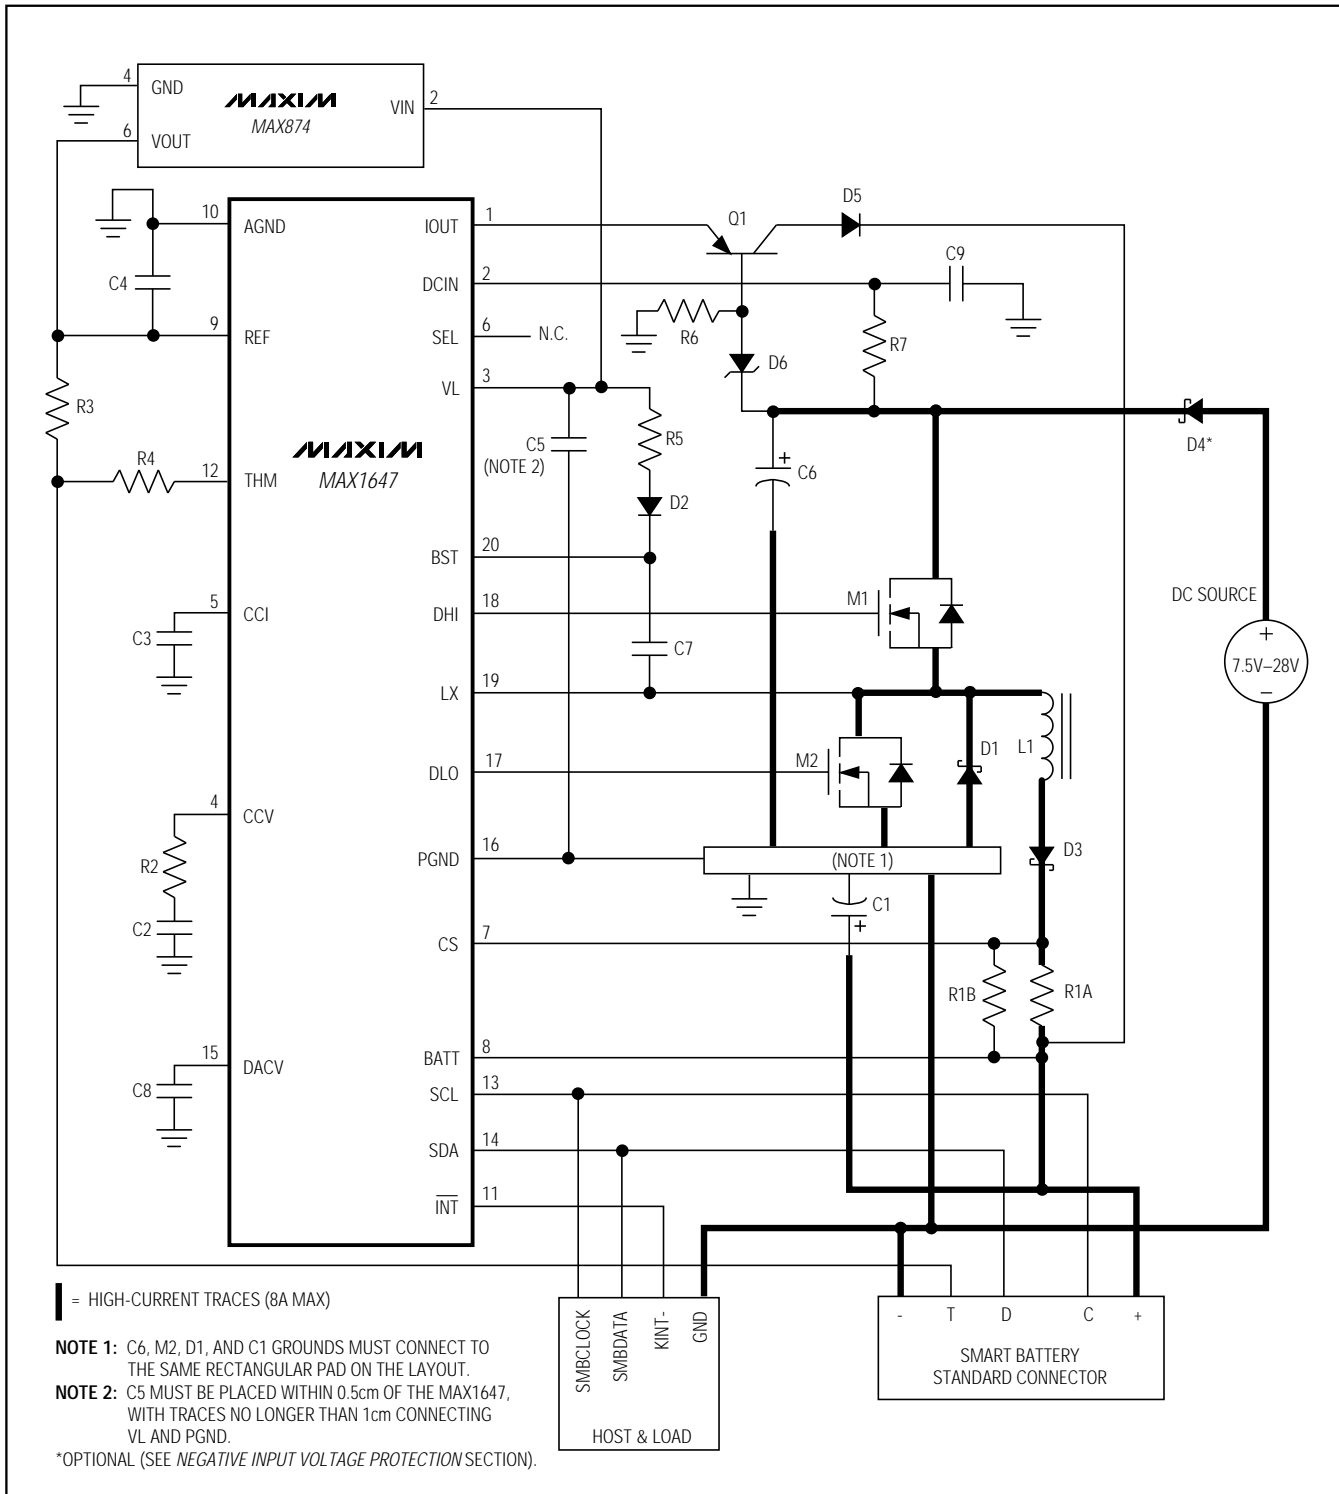 4
GND
MAXIM
MAX874
VIN
2
6
VOUT
10
AGND
IOUT
1
Q1
D5
C4
DCIN
2
C9
9
REF
SEL
6
N.C.
R6
D6
R7
VL
3
R3
C5
(NOTE 2)
R5
MAXIM
MAX1647
R4
12
THM
C6
D4*
D2
BST
20
5
CCI
C3
DHI
18
M1
DC SOURCE
+
7.5V–28V
–
C7
LX
19
DLO
17
M2
D1
L1
4
CCV
R2
C2
PGND
16
(NOTE 1)
D3
+
C1
CS
7
R1B
R1A
15
DACV
C8
BATT
8
SCL
13
SDA
14
INT
11
= HIGH-CURRENT TRACES (8A MAX)
NOTE 1: C6, M2, D1, AND C1 GROUNDS MUST CONNECT TO
THE SAME RECTANGULAR PAD ON THE LAYOUT.
NOTE 2: C5 MUST BE PLACED WITHIN 0.5cm OF THE MAX1647,
WITH TRACES NO LONGER THAN 1cm CONNECTING
VL AND PGND.
*OPTIONAL (SEE NEGATIVE INPUT VOLTAGE PROTECTION SECTION).
SMBCLOCK
SMBDATA
KINT-
GND
HOST & LOAD
- T D C +
SMART BATTERY
STANDARD CONNECTOR